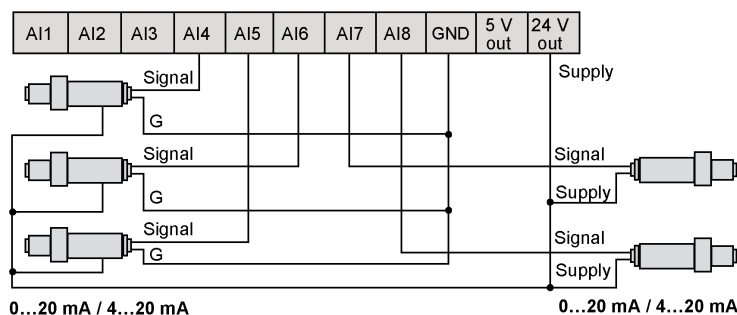 AI1 AI2 AI3 AI4 AI5 AI6 AI7 AI8 GND 5 V out 24 V out
Supply
Signal
G
Signal
G
Signal
G
Signal
Supply
Signal
Supply
0...20 mA / 4...20 mA
0...20 mA / 4...20 mA